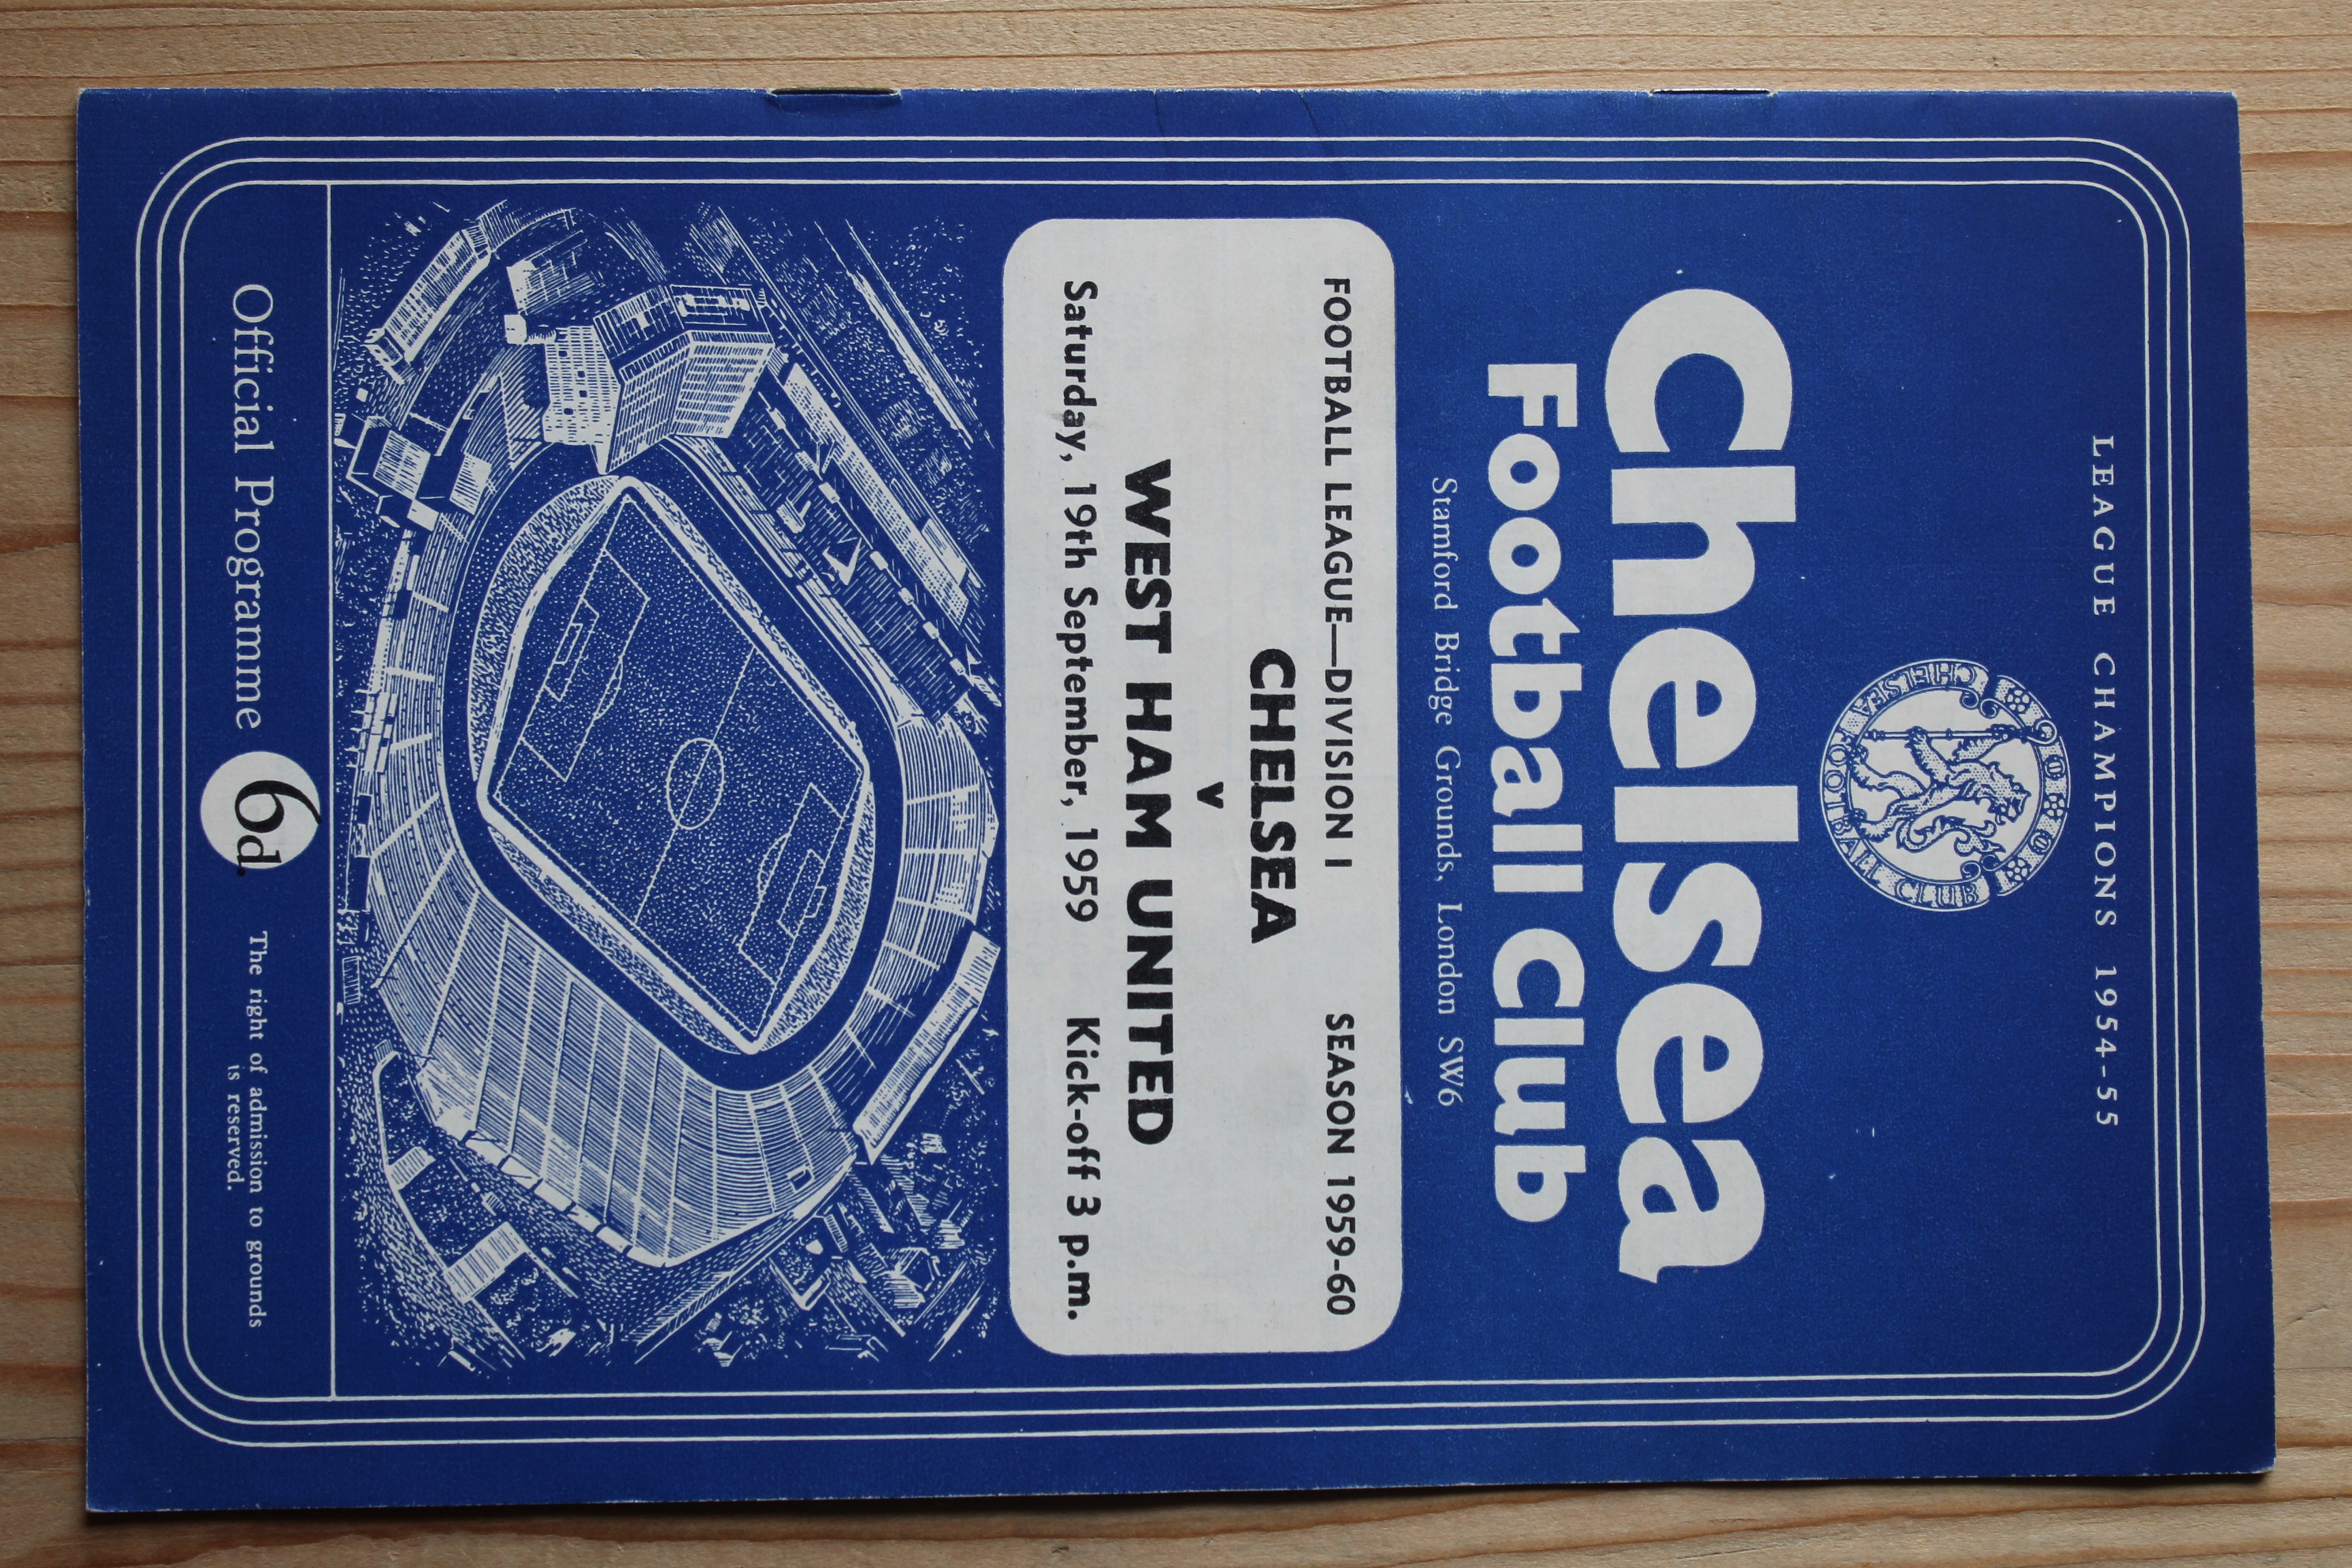 LEAGUE CHAMPIONS 1954-55
CHELSEA FOOTBALL CLUB
Chelsea
Football Club
Stamford Bridge Grounds, London SW6
FOOTBALL LEAGUE—DIVISION I SEASON 1959-60
CHELSEA
v
WEST HAM UNITED
Saturday, 19th September, 1959 Kick-off 3 p.m.
Official Programme 6d. The right of admission to grounds
is reserved.